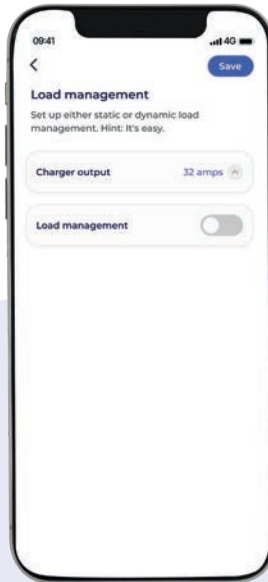 09:41
4G
Save
Load management
Set up either static or dynamic load
management. Hint: It's easy.
Charger output 32 amps
Load management